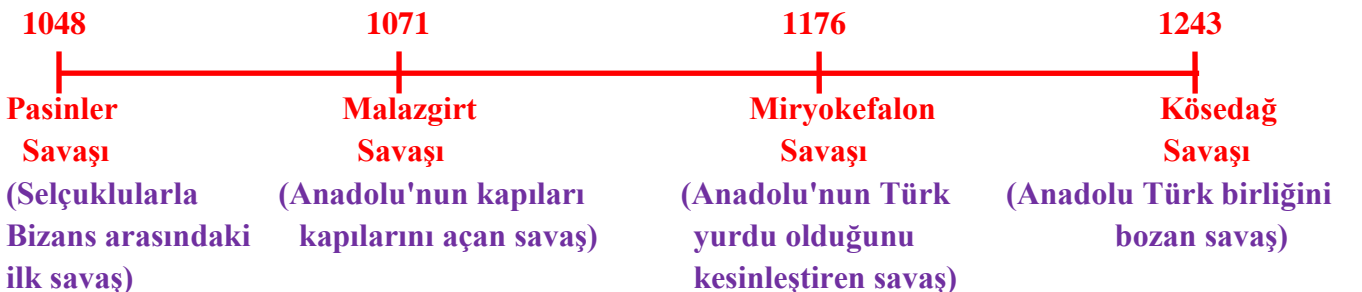 1048 1071 1176 1243
Pasinler Malazgirt Miryokefalon Kösedağ
Savaşı Savaşı Savaşı Savaşı
(Selçuklularla (Anadolu'nun kapıları (Anadolu'nun Türk (Anadolu Türk birliğini
Bizans arasındaki kapılarını açan savaş) yurdu olduğunu bozan savaş)
ilk savaş) kesinleştiren savaş)